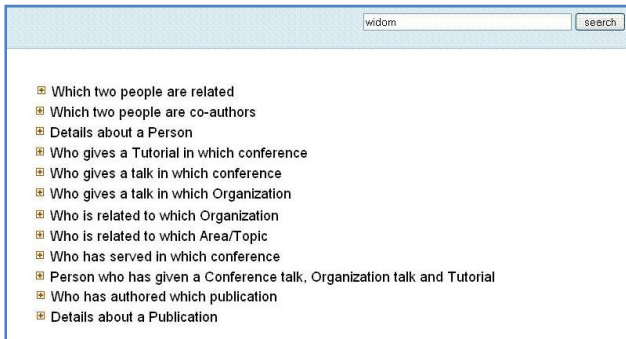 widom search
Which two people are related
Which two people are co-authors
Details about a Person
Who gives a Tutorial in which conference
Who gives a talk in which conference
Who gives a talk in which Organization
Who is related to which Organization
Who is related to which Area/Topic
Who has served in which conference
Person who has given a Conference talk, Organization talk and Tutorial
Who has authored which publication
Details about a Publication